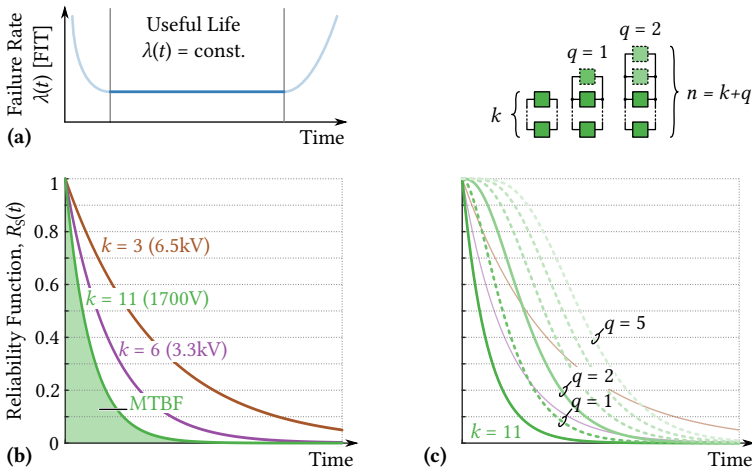 Failure Rate
λ(t) [FIT]
Useful Life
λ(t) = const.
Time
(a)
q = 2
q = 1
k
n = k+q
Reliability Function, R_S(t)
1
0.8
0.6
0.4
0.2
0
k = 3 (6.5kV)
k = 11 (1700V)
k = 6 (3.3kV)
MTBF
(b)
Time
q = 5
q = 2
q = 1
k = 11
(c)
Time